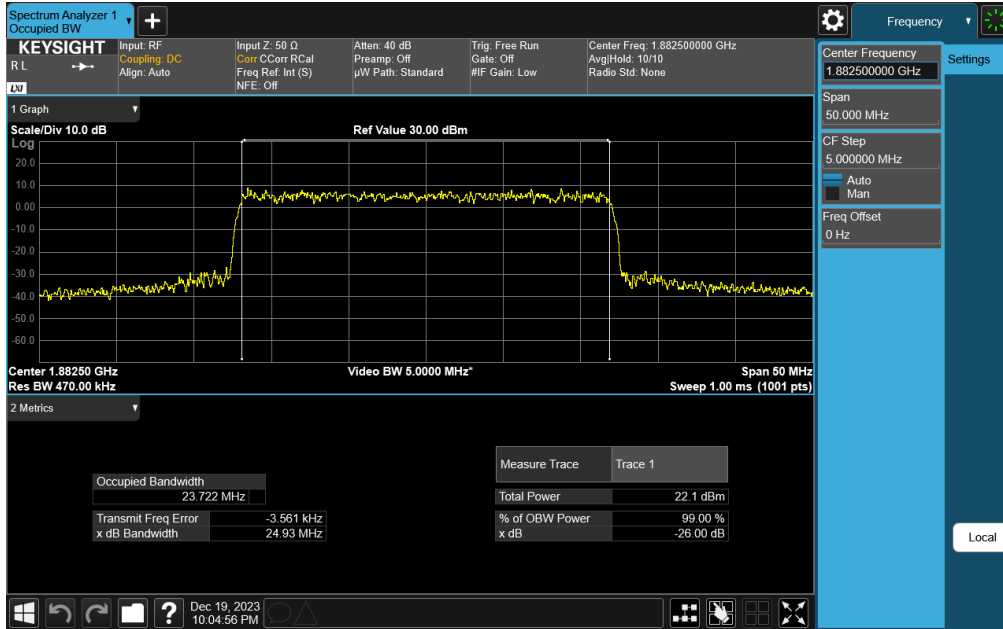 Spectrum Analyzer 1
Occupied BW
Frequency
KEYSIGHT
R L
LXI
Input: RF
Coupling: DC
Align: Auto
Input Z: 50 Ω
Corr CCorr RCal
Freq Ref: Int (S)
NFE: Off
Atten: 40 dB
Preamp: Off
µW Path: Standard
Trig: Free Run
Gate: Off
#IF Gain: Low
Center Freq: 1.882500000 GHz
Avg|Hold: 10/10
Radio Std: None
Center Frequency
1.882500000 GHz
Settings
Span
50.000 MHz
CF Step
5.000000 MHz
Auto
Man
Freq Offset
0 Hz
Local
1 Graph
Scale/Div 10.0 dB
Ref Value 30.00 dBm
Log
20.0
10.0
0.00
-10.0
-20.0
-30.0
-40.0
-50.0
-60.0
Center 1.88250 GHz
Video BW 5.0000 MHz*
Span 50 MHz
Res BW 470.00 kHz
Sweep 1.00 ms (1001 pts)
2 Metrics
Occupied Bandwidth
23.722 MHz
Transmit Freq Error -3.561 kHz
x dB Bandwidth 24.93 MHz
Measure Trace Trace 1
Total Power 22.1 dBm
% of OBW Power 99.00 %
x dB -26.00 dB
?
Dec 19, 2023
10:04:56 PM